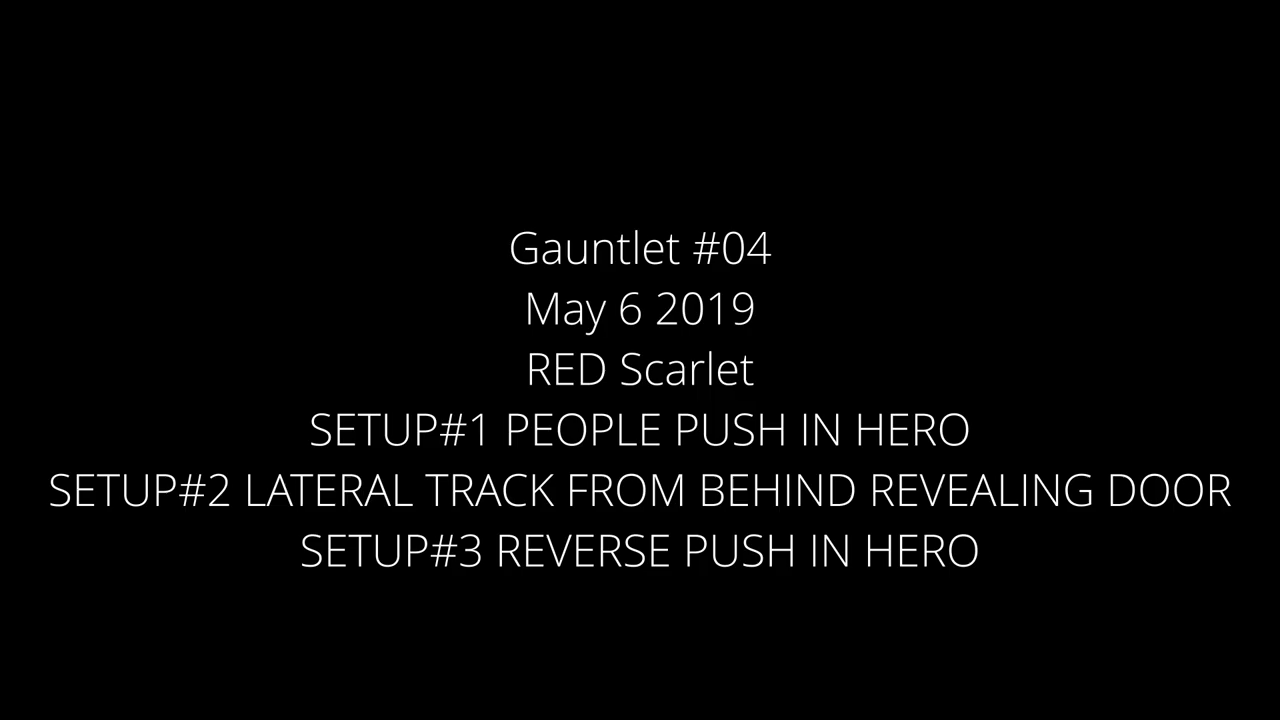 Gauntlet #04
May 6 2019
RED Scarlet
SETUP#1 PEOPLE PUSH IN HERO
SETUP#2 LATERAL TRACK FROM BEHIND REVEALING DOOR
SETUP#3 REVERSE PUSH IN HERO